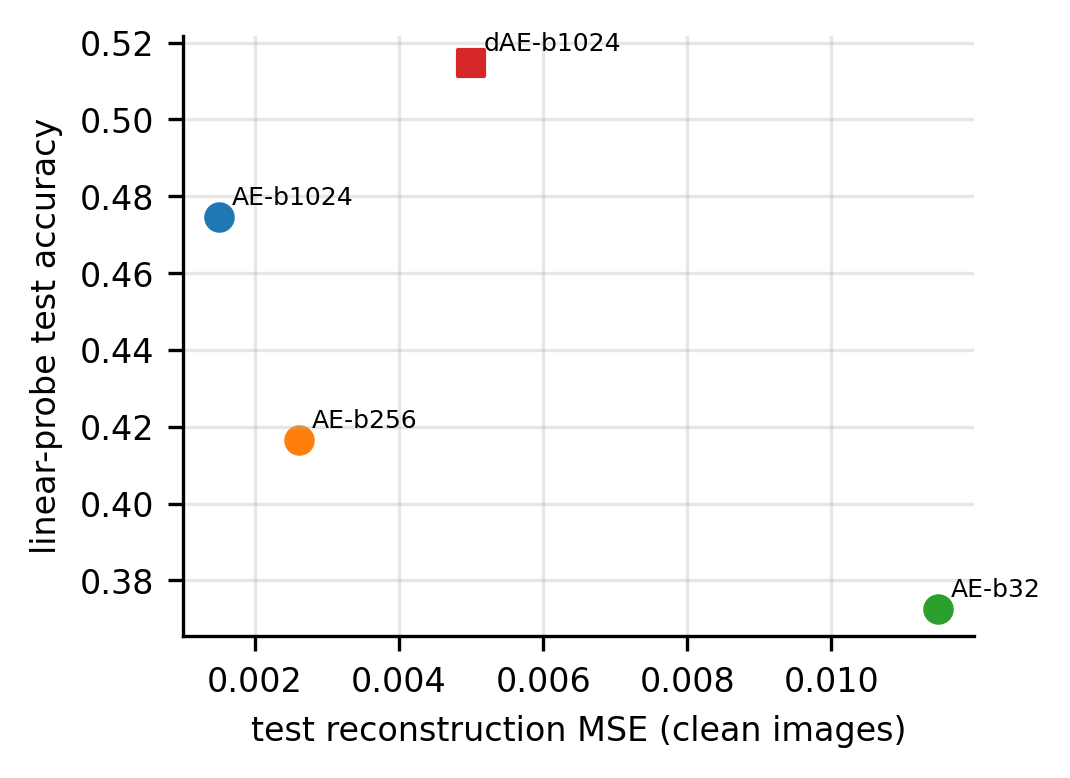 0.52
0.50
0.48
0.46
0.44
0.42
0.40
0.38
linear-probe test accuracy
dAE-b1024
AE-b1024
AE-b256
AE-b32
0.002
0.004
0.006
0.008
0.010
test reconstruction MSE (clean images)